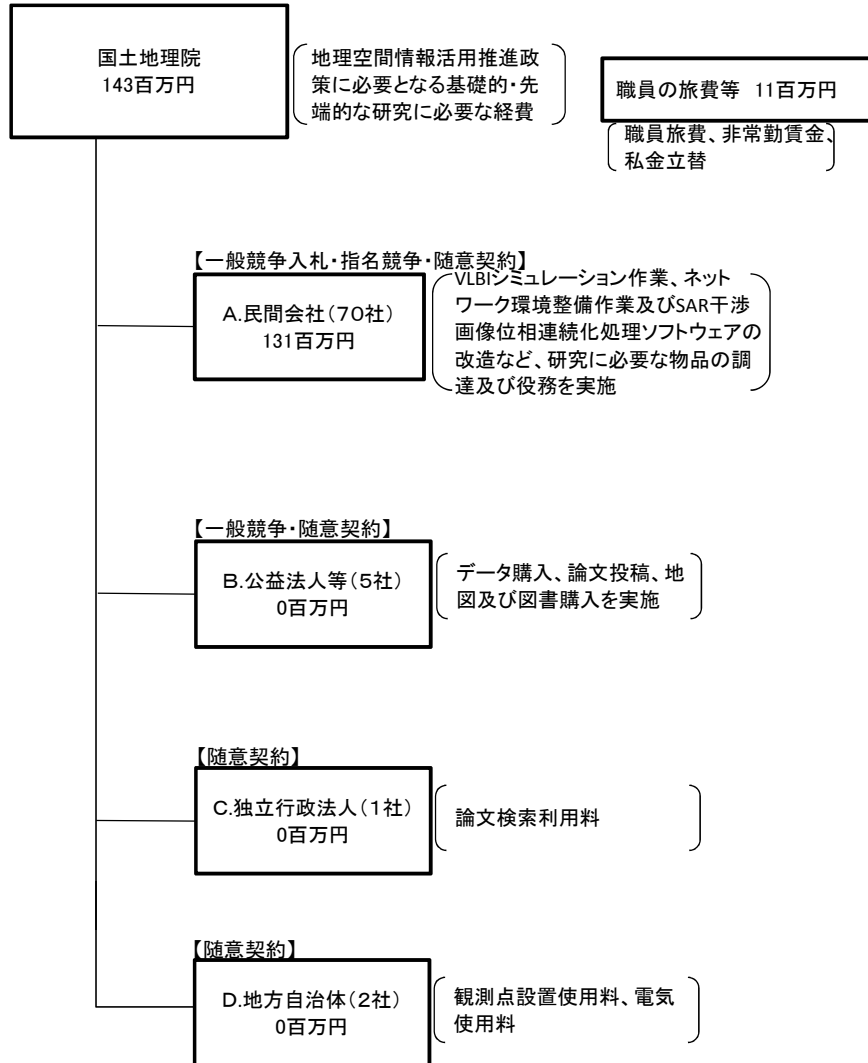 国土地理院
143百万円
地理空間情報活用推進政
策に必要となる基礎的・先
端的な研究に必要な経費
職員の旅費等 11百万円
職員旅費、非常勤賃金、
私金立替
【一般競争入札・指名競争・随意契約】
A.民間会社(70社)
131百万円
VLBIシミュレーション作業、ネット
ワーク環境整備作業及びSAR干渉
画像位相連続化処理ソフトウェアの
改造など、研究に必要な物品の調
達及び役務を実施
【一般競争・随意契約】
B.公益法人等(5社)
0百万円
データ購入、論文投稿、地
図及び図書購入を実施
【随意契約】
C.独立行政法人(1社)
0百万円
論文検索利用料
【随意契約】
D.地方自治体(2社)
0百万円
観測点設置使用料、電気
使用料